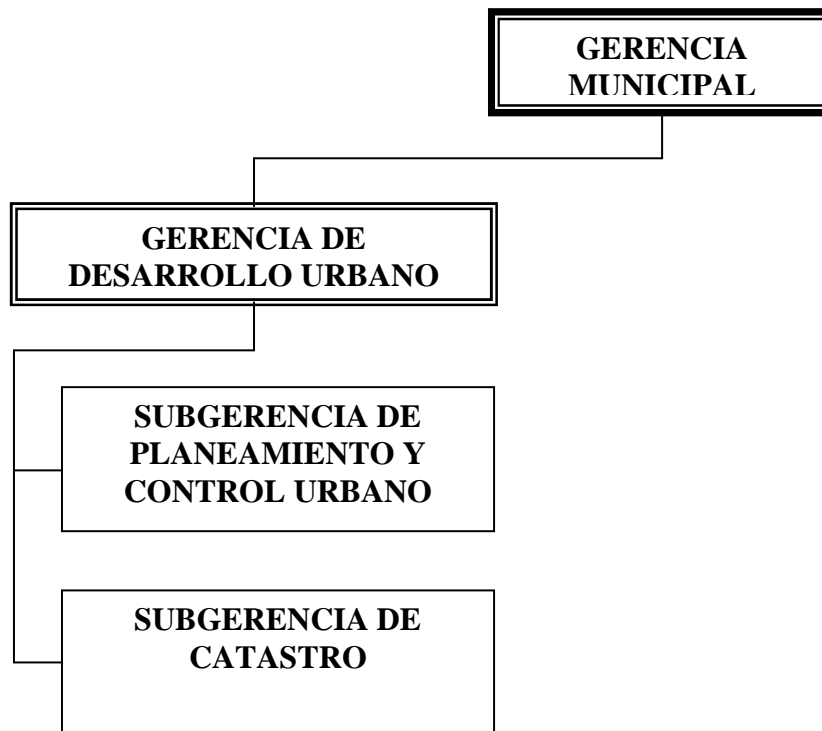 GERENCIA
MUNICIPAL
GERENCIA DE
DESARROLLO URBANO
SUBGERENCIA DE
PLANEAMIENTO Y
CONTROL URBANO
SUBGERENCIA DE
CATASTRO